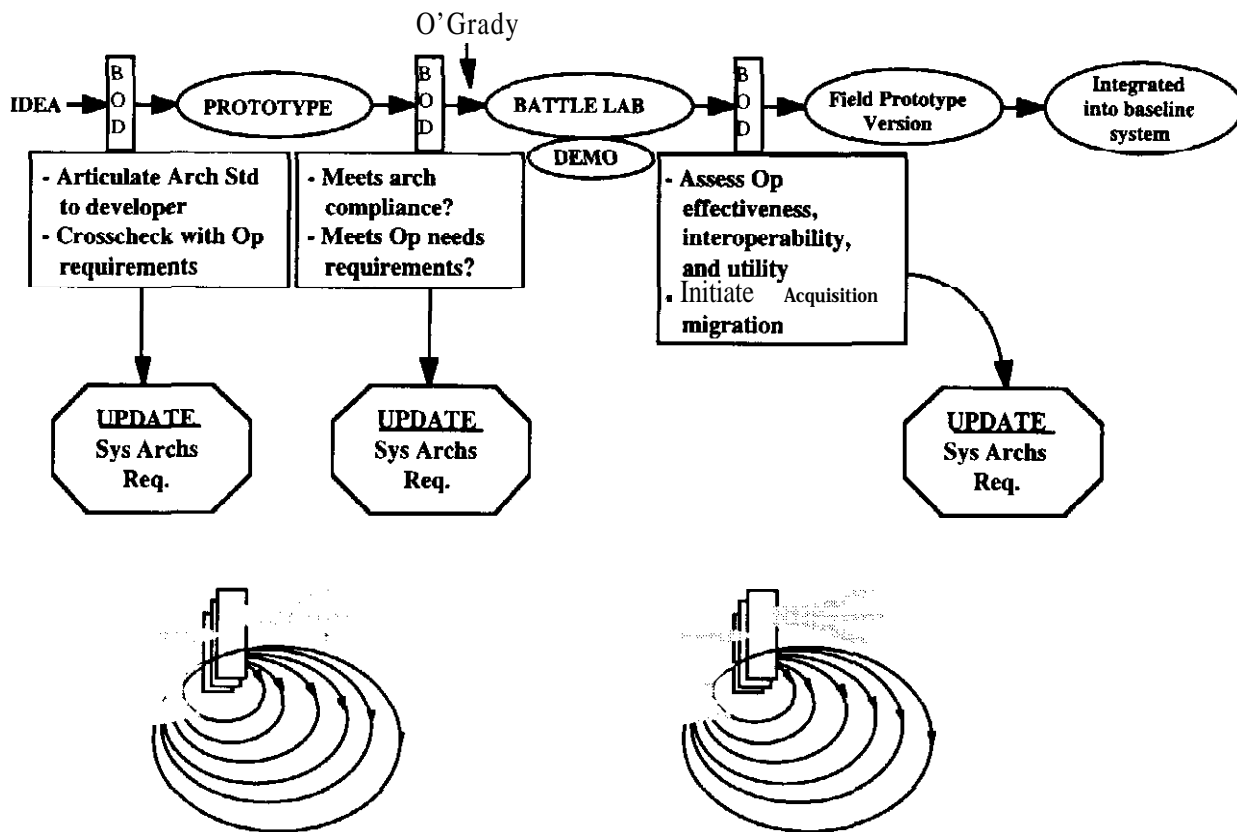 O'Grady
IDEA
B
O
D
PROTOTYPE
B
O
D
BATTLE LAB
DEMO
B
O
D
Field Prototype
Version
Integrated
into baseline
system
- Articulate Arch Std
to developer
- Crosscheck with Op
requirements
- Meets arch
compliance?
- Meets Op needs
requirements?
- Assess Op
effectiveness,
interoperability,
and utility
- Initiate Acquisition
migration
UPDATE
Sys Archs
Req.
UPDATE
Sys Archs
Req.
UPDATE
Sys Archs
Req.